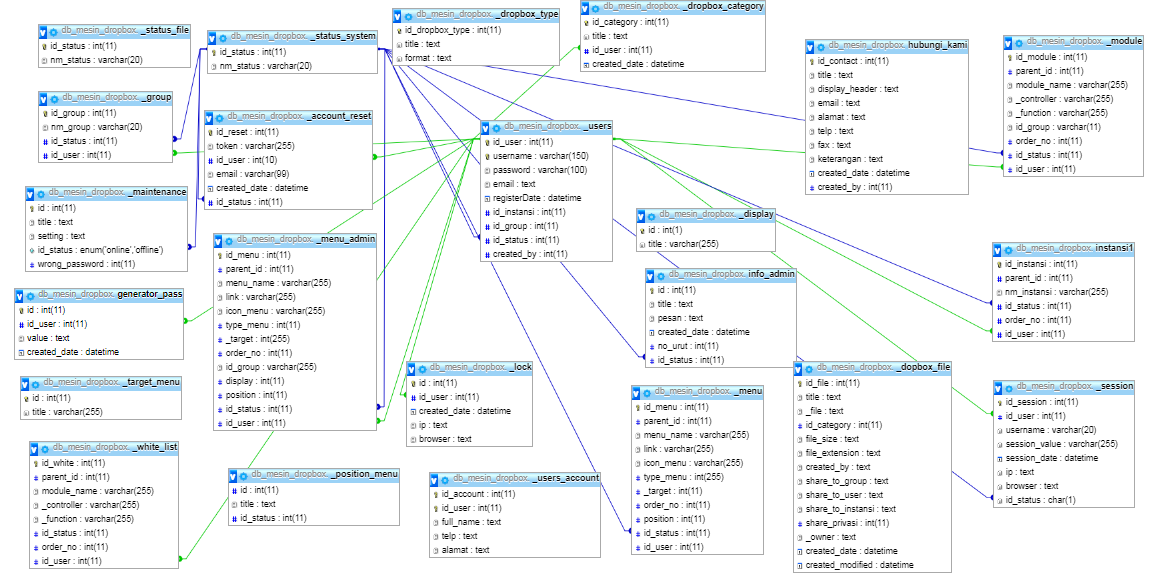 db_mesin_dropbox. _status_file
id_status : int(11)
nm_status : varchar(20)
db_mesin_dropbox. _status_system
id_status : int(11)
nm_status : varchar(20)
db_mesin_dropbox. _dropbox_type
id_dropbox_type : int(11)
title : text
format : text
db_mesin_dropbox. _dropbox_category
id_category : int(11)
title : text
id_user : int(11)
created_date : datetime
db_mesin_dropbox. hubungi_kami
id_contact : int(11)
title : text
display_header : text
email : text
alamat : text
telp : text
fax : text
keterangan : text
created_date : datetime
created_by : int(11)
db_mesin_dropbox. _module
id_module : int(11)
parent_id : int(11)
module_name : varchar(255)
_controller : varchar(255)
_function : varchar(255)
id_group : varchar(11)
order_no : int(11)
id_status : int(11)
id_user : int(11)
db_mesin_dropbox. _group
id_group : int(11)
nm_group : varchar(20)
id_status : int(11)
id_user : int(11)
db_mesin_dropbox. _account_reset
id_reset : int(11)
token : varchar(255)
id_user : int(10)
email : varchar(99)
created_date : datetime
id_status : int(11)
db_mesin_dropbox. _users
id_user : int(11)
username : varchar(150)
password : varchar(100)
email : text
registerDate : datetime
id_instansi : int(11)
id_group : int(11)
id_status : int(11)
created_by : int(11)
db_mesin_dropbox. _maintenance
id : int(11)
title : text
setting : text
id_status : enum('online','offline')
wrong_password : int(11)
db_mesin_dropbox. _menu_admin
id_menu : int(11)
parent_id : int(11)
menu_name : varchar(255)
link : varchar(255)
icon_menu : varchar(255)
type_menu : int(11)
_target : int(255)
order_no : int(11)
id_group : varchar(255)
display : int(11)
position : int(11)
id_status : int(11)
id_user : int(11)
db_mesin_dropbox. _display
id : int(1)
title : varchar(255)
db_mesin_dropbox. info_admin
id : int(11)
title : text
pesan : text
created_date : datetime
no_urut : int(11)
id_status : int(11)
db_mesin_dropbox. instansi1
id_instansi : int(11)
parent_id : int(11)
nm_instansi : varchar(255)
id_status : int(11)
order_no : int(11)
id_user : int(11)
db_mesin_dropbox. generator_pass
id : int(11)
id_user : int(11)
value : text
created_date : datetime
db_mesin_dropbox. _target_menu
id : int(11)
title : varchar(255)
db_mesin_dropbox. _lock
id : int(11)
id_user : int(11)
created_date : datetime
ip : text
browser : text
db_mesin_dropbox. _menu
id_menu : int(11)
parent_id : int(11)
menu_name : varchar(255)
link : varchar(255)
icon_menu : varchar(255)
type_menu : int(255)
_target : int(11)
order_no : int(11)
position : int(11)
id_status : int(11)
id_user : int(11)
db_mesin_dropbox. _dopbox_file
id_file : int(11)
title : text
_file : text
id_category : int(11)
file_size : text
file_extension : text
created_by : text
share_to_group : text
share_to_user : text
share_to_instansi : text
share_privasi : int(11)
_owner : text
created_date : datetime
created_modified : datetime
db_mesin_dropbox. _session
id_session : int(11)
id_user : int(11)
username : varchar(20)
session_value : varchar(255)
session_date : datetime
ip : text
browser : text
id_status : char(1)
db_mesin_dropbox. _white_list
id_white : int(11)
parent_id : int(11)
module_name : varchar(255)
_controller : varchar(255)
_function : varchar(255)
id_status : int(11)
order_no : int(11)
id_user : int(11)
db_mesin_dropbox. _position_menu
id : int(11)
title : text
id_status : int(11)
db_mesin_dropbox. _users_account
id_account : int(11)
id_user : int(11)
full_name : text
telp : text
alamat : text